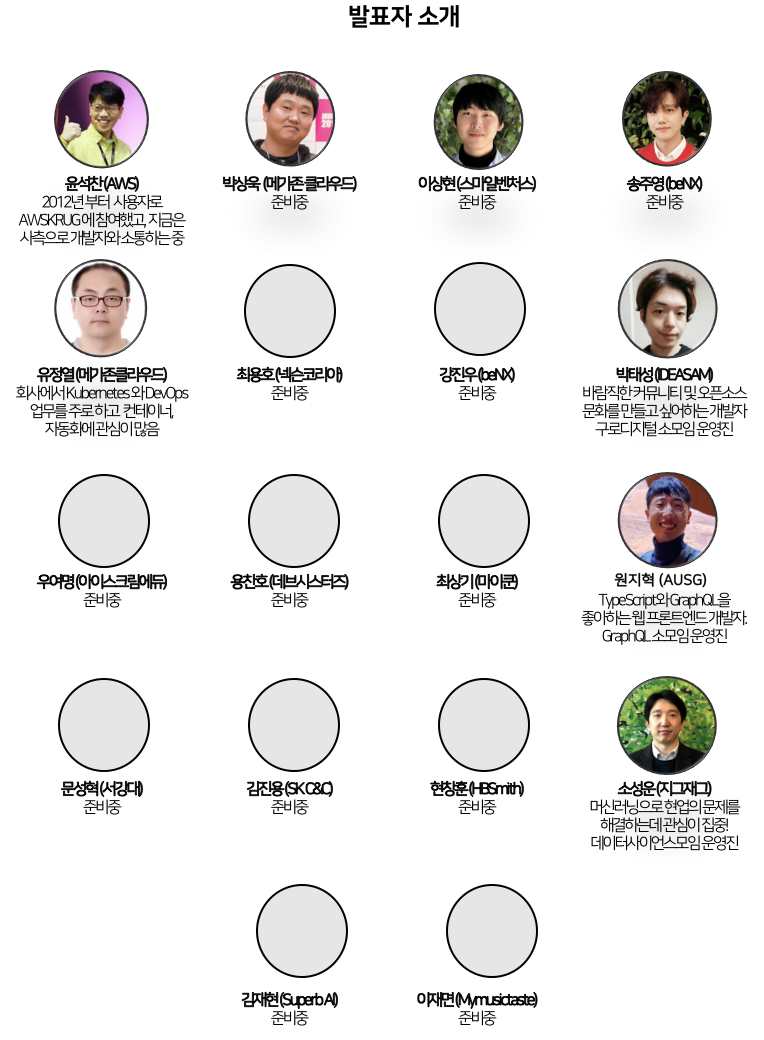 발표자 소개
윤석찬 (AWS)
2012년 부터 사용자로
AWSKRUG에 참여했고, 지금은
사측으로 개발자와 소통하는 중
박상욱 (메가존 클라우드)
준비중
이상현 (스마일벤처스)
준비중
송주영 (beNX)
준비중
유정열 (메가존클라우드)
회사에서 Kubernetes 와 DevOps
업무를 주로 하고 컨테이너,
자동화에 관심이 많음
최용호 (넥슨코리아)
준비중
강진우 (beNX)
준비중
박태성 (IDEASAM)
바람직한 커뮤니티 및 오픈소스
문화를 만들고 싶어하는 개발자
구로디지털 소모임 운영진
우여명 (아이스크림에듀)
준비중
용찬호 (데브시스터즈)
준비중
최상기 (마이쿤)
준비중
원지혁 (AUSG)
TypeScript와 GraphQL을
좋아하는 웹 프론트엔드 개발자.
GraphQL 소모임 운영진
문성혁 (서강대)
준비중
김진용 (SK C&C)
준비중
현창훈 (HBSmith)
준비중
소성운 (지그재그)
머신러닝으로 현업의 문제를
해결하는데 관심이 집중!
데이터사이언스모임 운영진
김재현 (Superb AI)
준비중
이재면 (Mymusictaste)
준비중